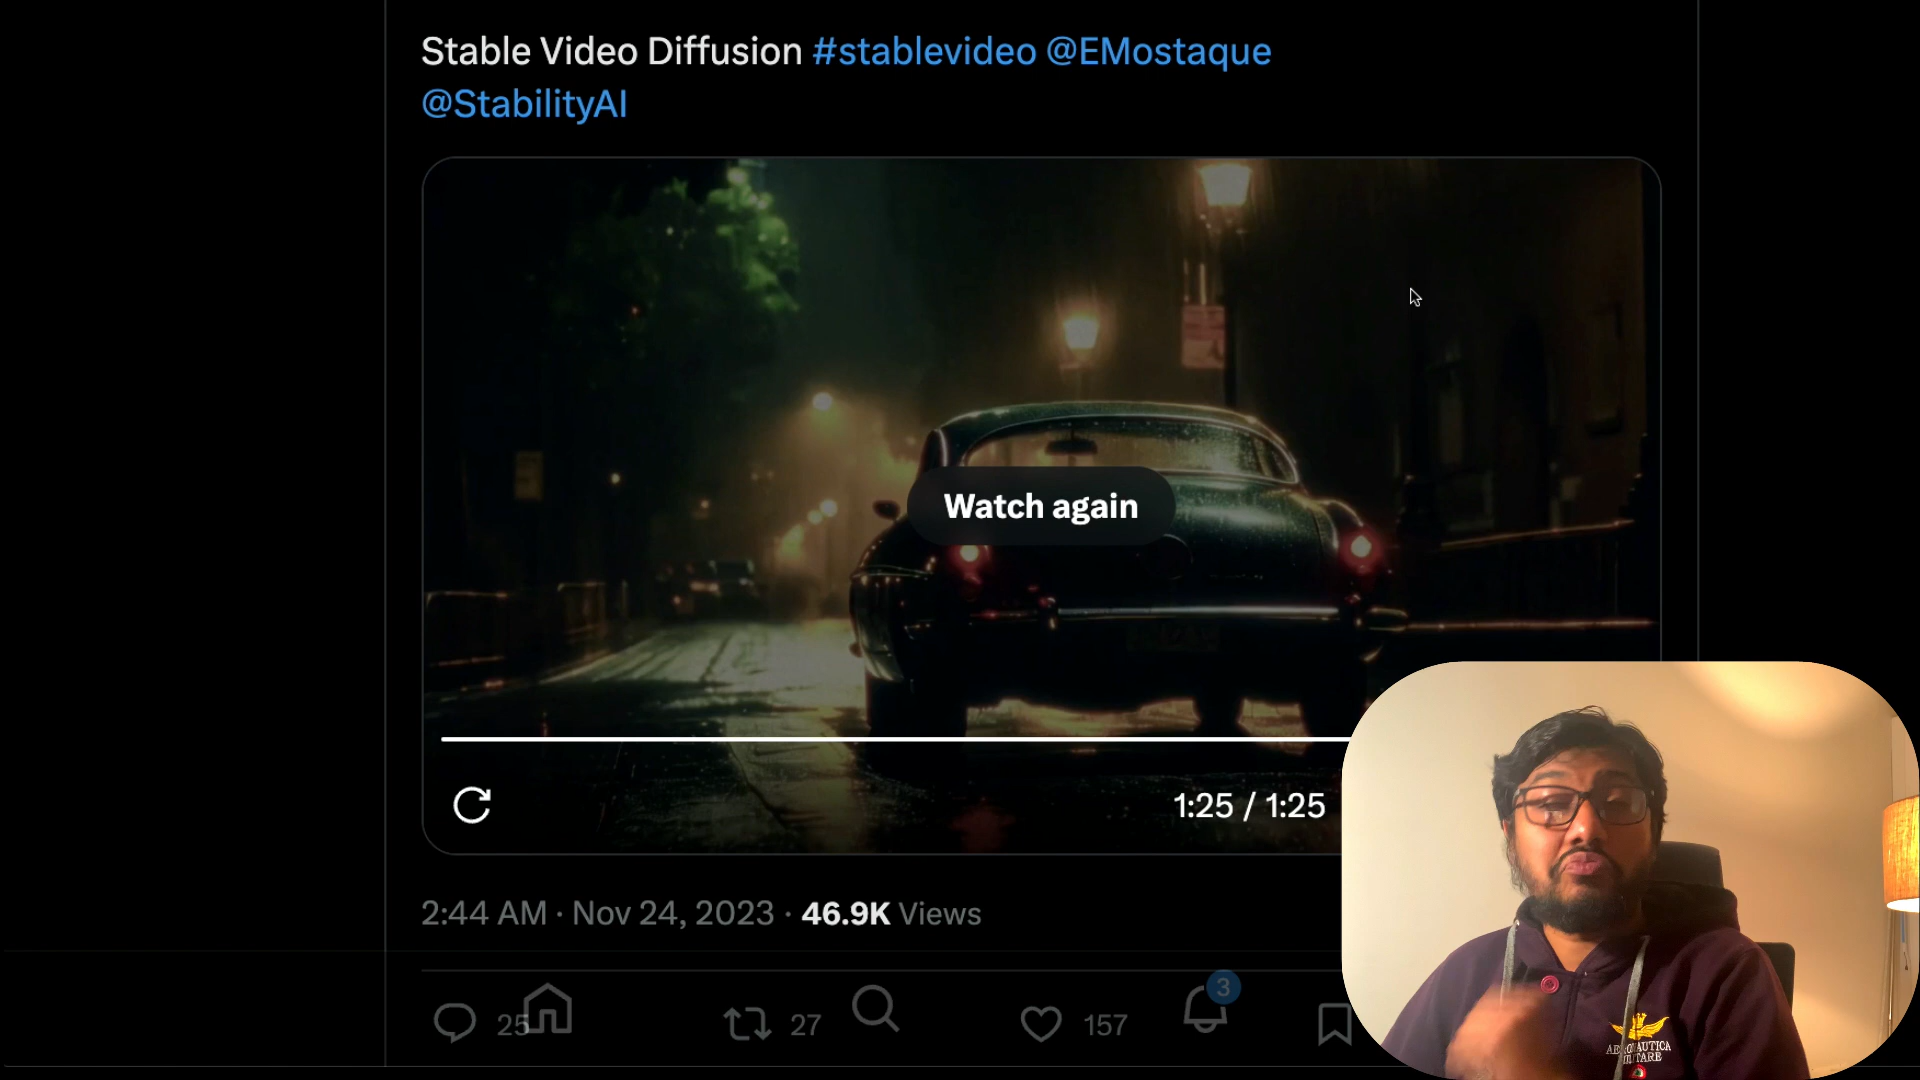 Stable Video Diffusion #stablevideo @EMostaque
@StabilityAI
Watch again
1:25 / 1:25
2:44 AM · Nov 24, 2023 · 46.9K Views
25 27 157
3